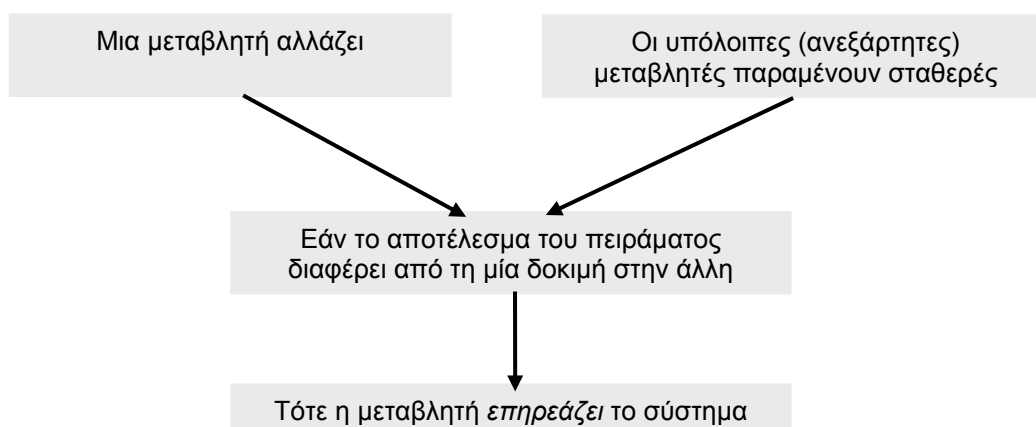 Μια μεταβλητή αλλάζει
Οι υπόλοιπες (ανεξάρτητες)
μεταβλητές παραμένουν σταθερές
Εάν το αποτέλεσμα του πειράματος
διαφέρει από τη μία δοκιμή στην άλλη
Τότε η μεταβλητή επηρεάζει το σύστημα